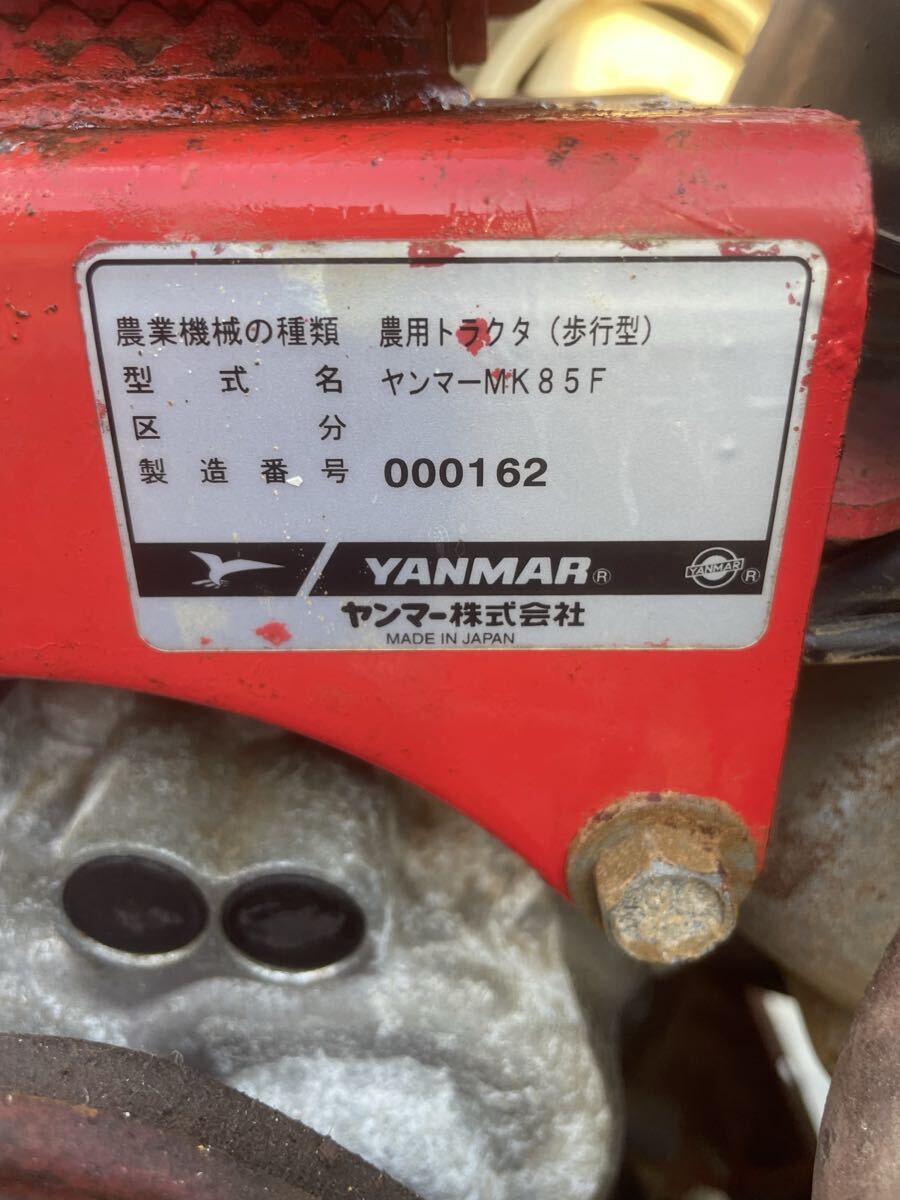 農業機械の種類 農用トラクタ（歩行型）
型式名 ヤンマーMK85F
区分
製造番号 000162
YANMAR® YANMAR®
ヤンマー株式会社
MADE IN JAPAN